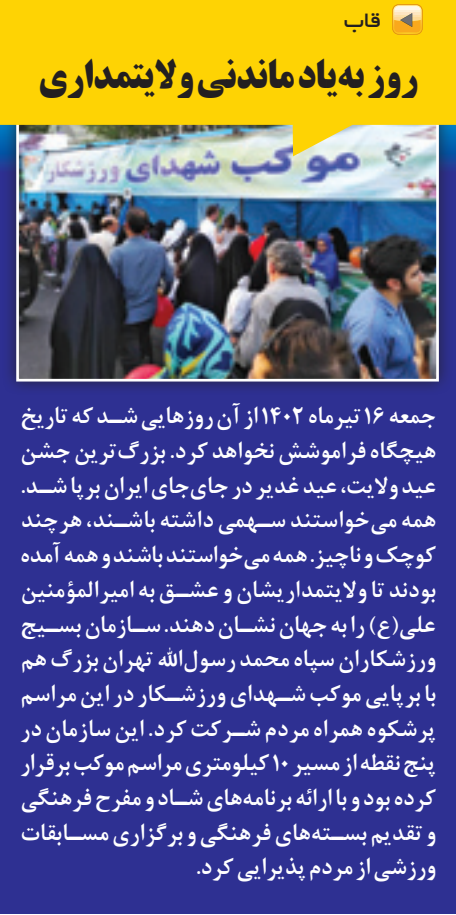 قاب
روز به‌یاد ماندنی ولایتمداری
موکب شهدای ورزشکار
جمعه ۱۶ تیرماه ۱۴۰۲ از آن روزهایی شد که تاریخ
هیچگاه فراموشش نخواهد کرد. بزرگ‌ترین جشن
عید ولایت، عید غدیر در جای‌جای ایران برپا شد.
همه می‌خواستند سهمی داشته باشند، هرچند
کوچک و ناچیز. همه می‌خواستند باشند و همه آمده
بودند تا ولایتمداریشان و عشق به امیرالمؤمنین
علی(ع) را به جهان نشان دهند. سازمان بسیج
ورزشکاران سپاه محمد رسول‌الله تهران بزرگ هم
با برپایی موکب شهدای ورزشکار در این مراسم
پرشکوه همراه مردم شرکت کرد. این سازمان در
پنج نقطه از مسیر ۱۰ کیلومتری مراسم موکب برقرار
کرده بود و با ارائه برنامه‌های شاد و مفرح فرهنگی
و تقدیم بسته‌های فرهنگی و برگزاری مسابقات
ورزشی از مردم پذیرایی کرد.